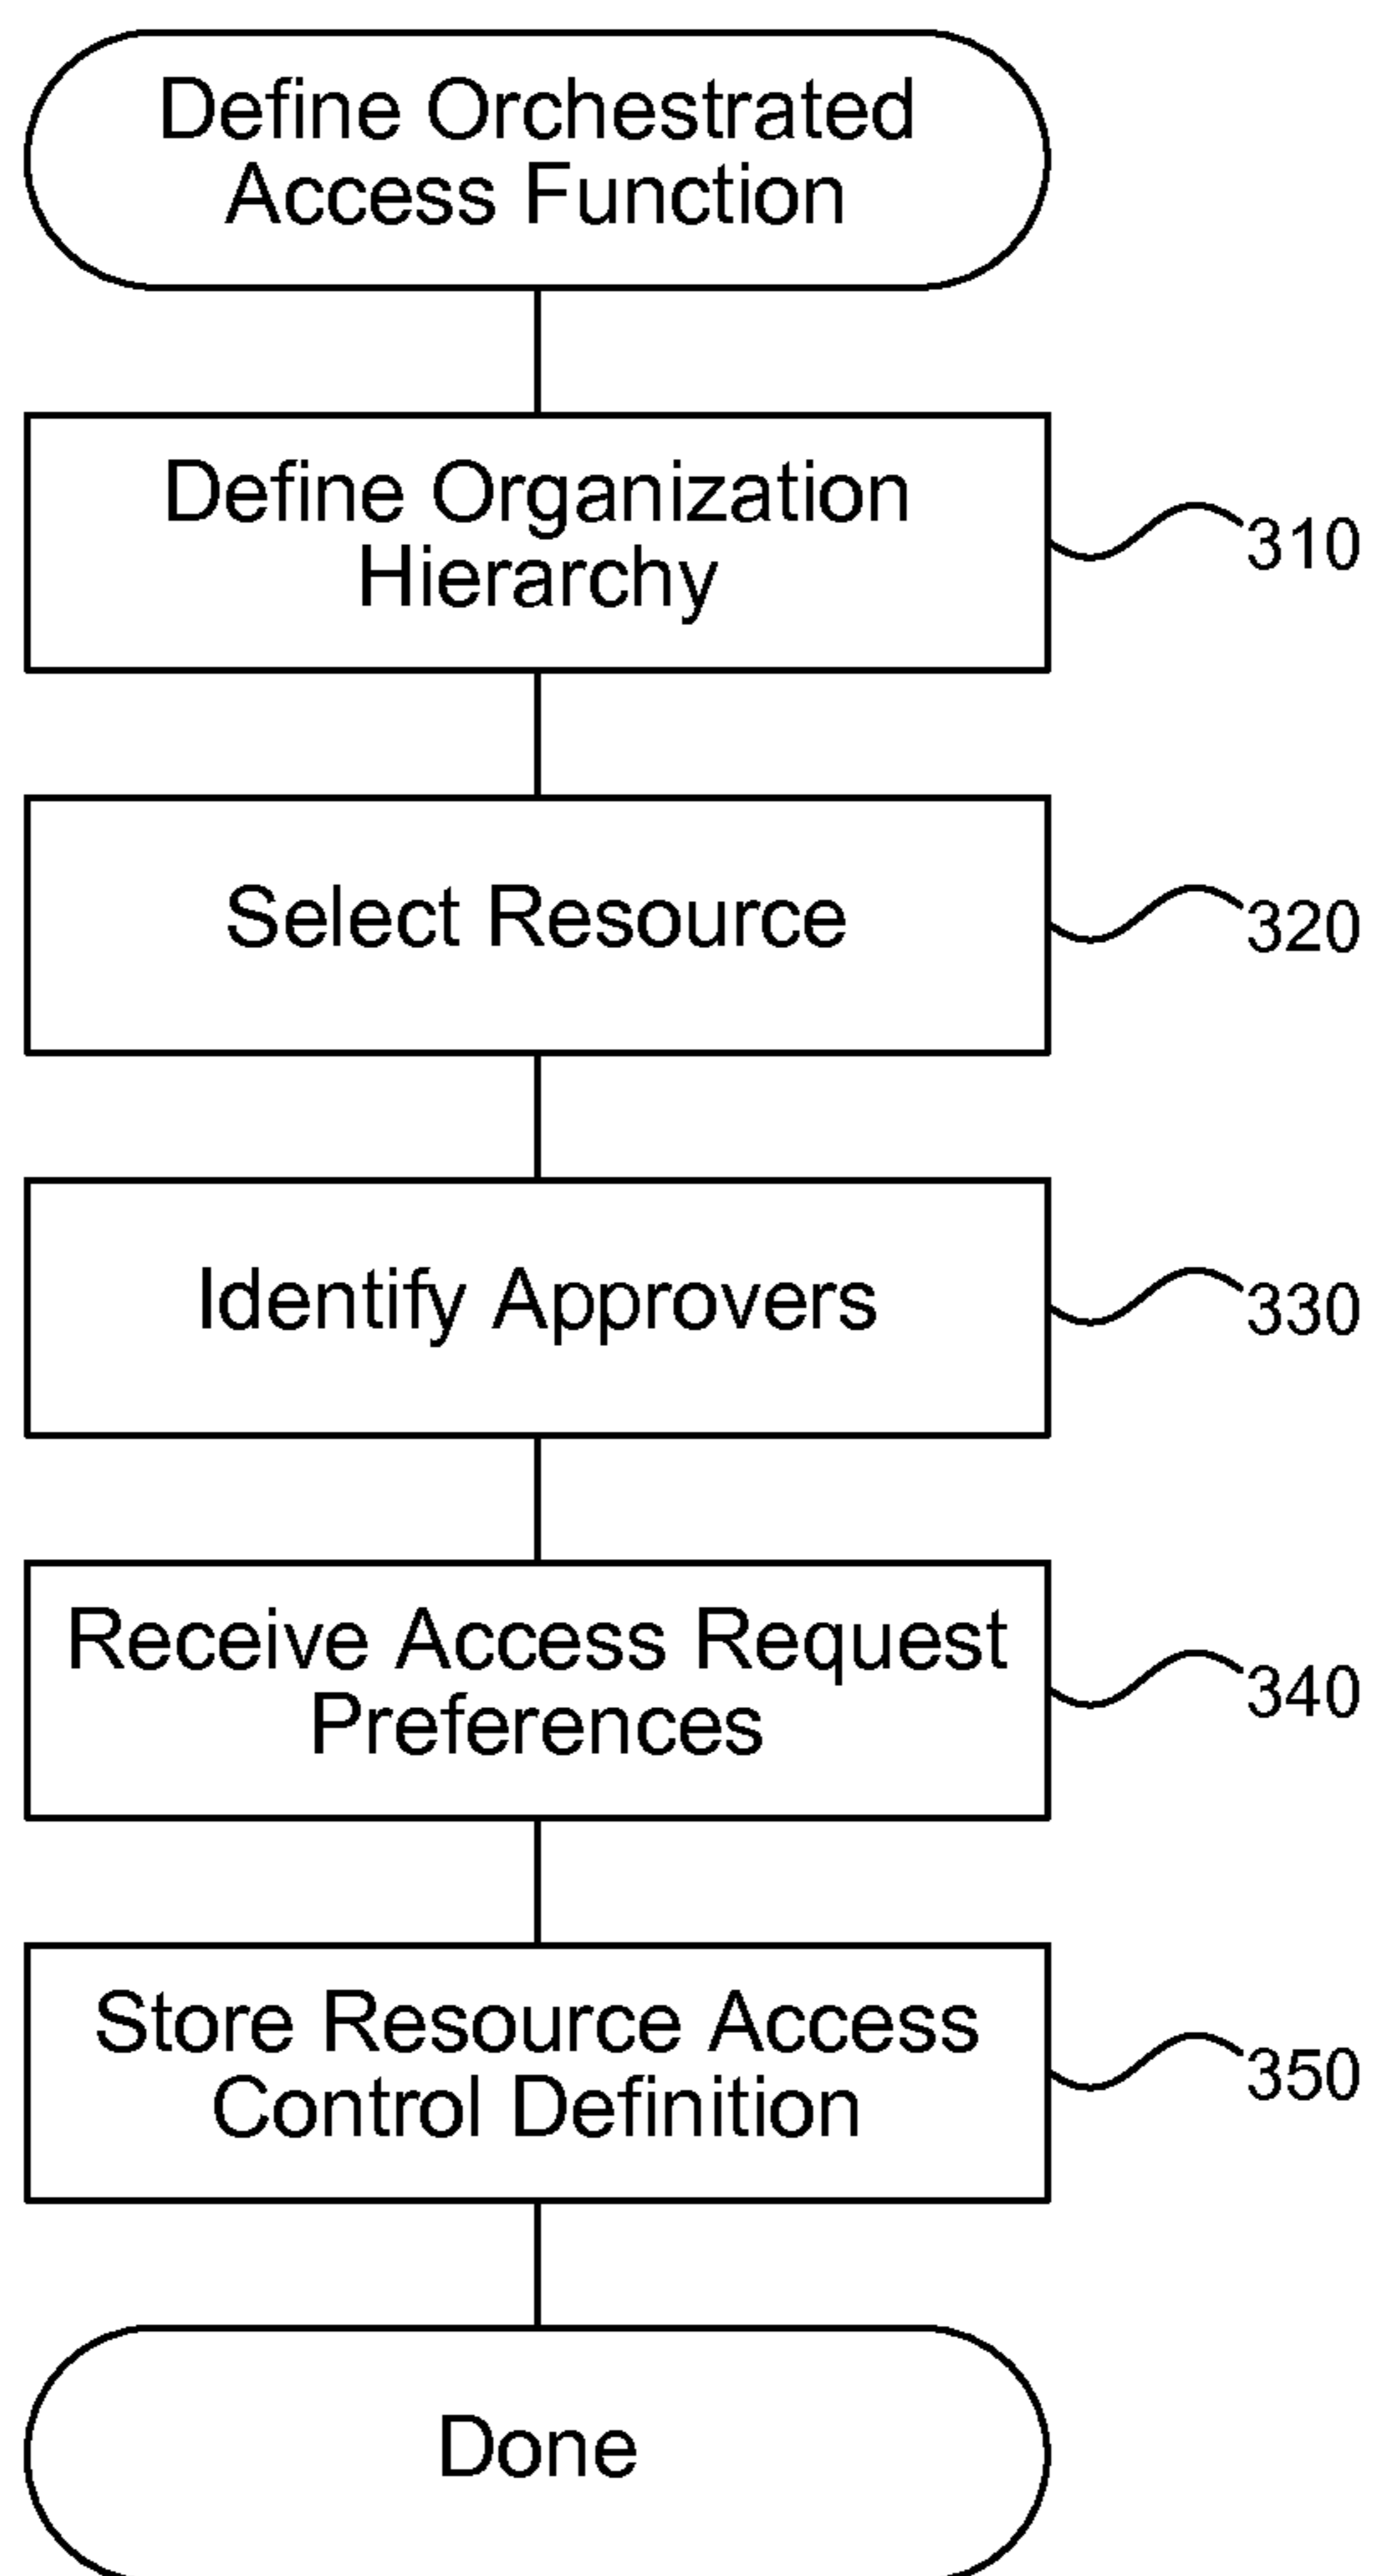 Define Orchestrated
Access Function
Define Organization
Hierarchy
310
Select Resource
320
Identify Approvers
330
Receive Access Request
Preferences
340
Store Resource Access
Control Definition
350
Done